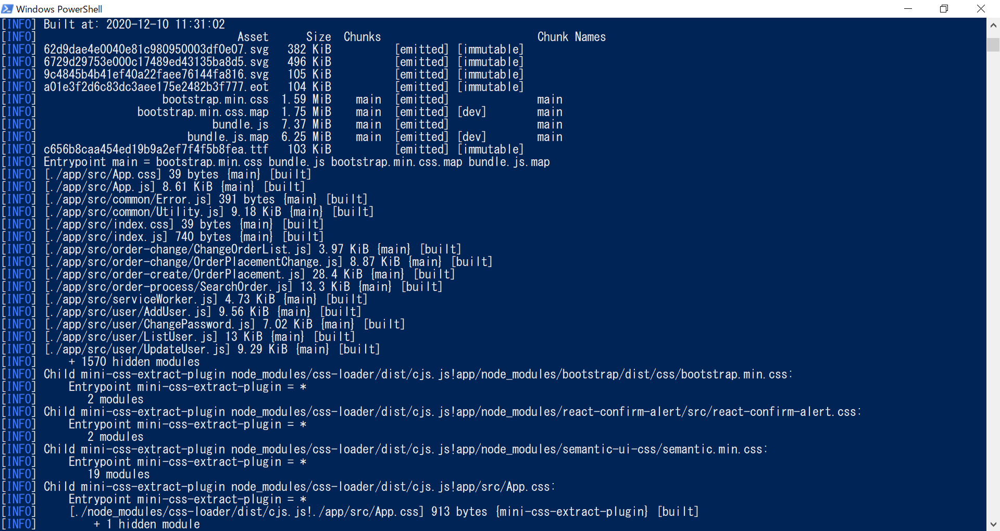 Windows PowerShell
[INFO] Built at: 2020-12-10 11:31:02
[INFO]                                Asset      Size  Chunks                         Chunk Names
[INFO] 62d9dae4e0040e81c980950003df0e07.svg   382 KiB          [emitted] [immutable]
[INFO] 6729d29753e000c17489ed43135ba8d5.svg   496 KiB          [emitted] [immutable]
[INFO] 9c4845b4b41ef40a22faee76144fa816.svg   105 KiB          [emitted] [immutable]
[INFO] a01e3f2d6c83dc3aee175e2482b3f777.eot   104 KiB          [emitted] [immutable]
[INFO]                    bootstrap.min.css  1.59 MiB    main  [emitted]              main
[INFO]                bootstrap.min.css.map  1.75 MiB    main  [emitted] [dev]        main
[INFO]                            bundle.js  7.37 MiB    main  [emitted]              main
[INFO]                        bundle.js.map  6.25 MiB    main  [emitted] [dev]        main
[INFO] c656b8caa454ed19b9a2ef7f4f5b8fea.ttf   103 KiB          [emitted] [immutable]
[INFO] Entrypoint main = bootstrap.min.css bundle.js bootstrap.min.css.map bundle.js.map
[INFO] [./app/src/App.css] 39 bytes {main} [built]
[INFO] [./app/src/App.js] 8.61 KiB {main} [built]
[INFO] [./app/src/common/Error.js] 391 bytes {main} [built]
[INFO] [./app/src/common/Utility.js] 9.18 KiB {main} [built]
[INFO] [./app/src/index.css] 39 bytes {main} [built]
[INFO] [./app/src/index.js] 740 bytes {main} [built]
[INFO] [./app/src/order-change/ChangeOrderList.js] 3.97 KiB {main} [built]
[INFO] [./app/src/order-change/OrderPlacementChange.js] 8.87 KiB {main} [built]
[INFO] [./app/src/order-create/OrderPlacement.js] 28.4 KiB {main} [built]
[INFO] [./app/src/order-process/SearchOrder.js] 13.3 KiB {main} [built]
[INFO] [./app/src/serviceWorker.js] 4.73 KiB {main} [built]
[INFO] [./app/src/user/AddUser.js] 9.56 KiB {main} [built]
[INFO] [./app/src/user/ChangePassword.js] 7.02 KiB {main} [built]
[INFO] [./app/src/user/ListUser.js] 13 KiB {main} [built]
[INFO] [./app/src/user/UpdateUser.js] 9.29 KiB {main} [built]
[INFO]     + 1570 hidden modules
[INFO] Child mini-css-extract-plugin node_modules/css-loader/dist/cjs.js!app/node_modules/bootstrap/dist/css/bootstrap.min.css:
[INFO]     Entrypoint mini-css-extract-plugin = *
[INFO]        2 modules
[INFO] Child mini-css-extract-plugin node_modules/css-loader/dist/cjs.js!app/node_modules/react-confirm-alert/src/react-confirm-alert.css:
[INFO]     Entrypoint mini-css-extract-plugin = *
[INFO]        2 modules
[INFO] Child mini-css-extract-plugin node_modules/css-loader/dist/cjs.js!app/node_modules/semantic-ui-css/semantic.min.css:
[INFO]     Entrypoint mini-css-extract-plugin = *
[INFO]        19 modules
[INFO] Child mini-css-extract-plugin node_modules/css-loader/dist/cjs.js!app/src/App.css:
[INFO]     Entrypoint mini-css-extract-plugin = *
[INFO]     [./node_modules/css-loader/dist/cjs.js!./app/src/App.css] 913 bytes {mini-css-extract-plugin} [built]
[INFO]         + 1 hidden module